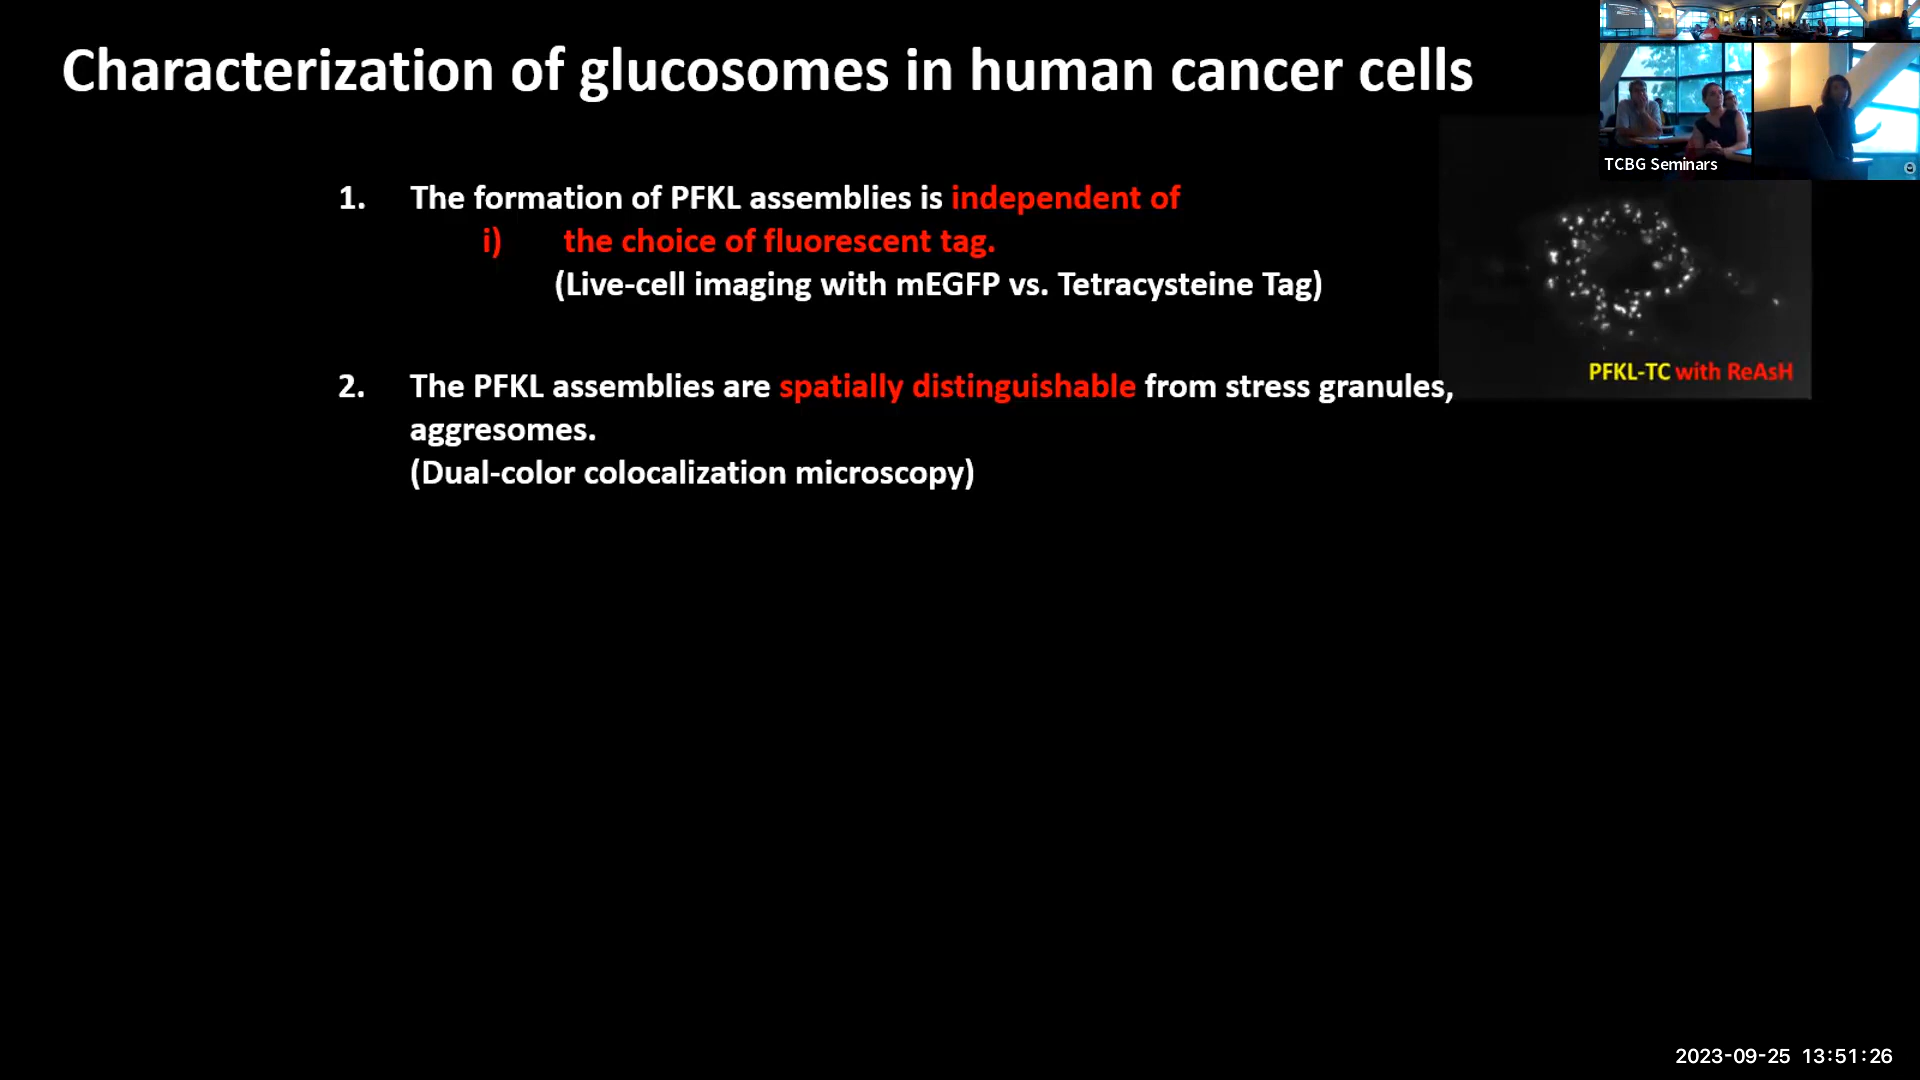 Characterization of glucosomes in human cancer cells
TCBG Seminars
1. The formation of PFKL assemblies is independent of
i) the choice of fluorescent tag.
(Live-cell imaging with mEGFP vs. Tetracysteine Tag)
PFKL-TC with ReAsH
2. The PFKL assemblies are spatially distinguishable from stress granules,
aggresomes.
(Dual-color colocalization microscopy)
2023-09-25 13:51:26